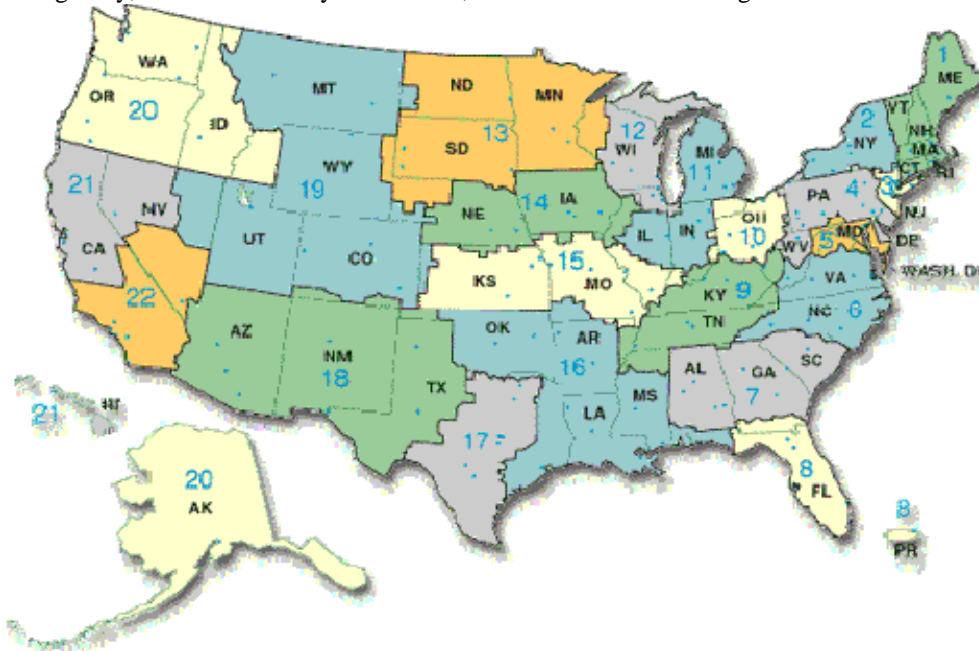 1
WA
ME
MT
ND
MN
OR
20
VT
2
12
13
NH
NY
ID
MI
WI
SD
MA
WY
CT
RI
11
3
21
19
4
NV
14
IA
PA
NE
NJ
OH
CA
UT
IL
IN
10
5
MD
DE
WV
CO
15
WASH. D
KS
MO
VA
22
KY
9
NC
6
TN
OK
AZ
AR
NM
SC
16
AL
GA
18
TX
MS
7
HI
21
LA
17
8
20
FL
AK
8
PR